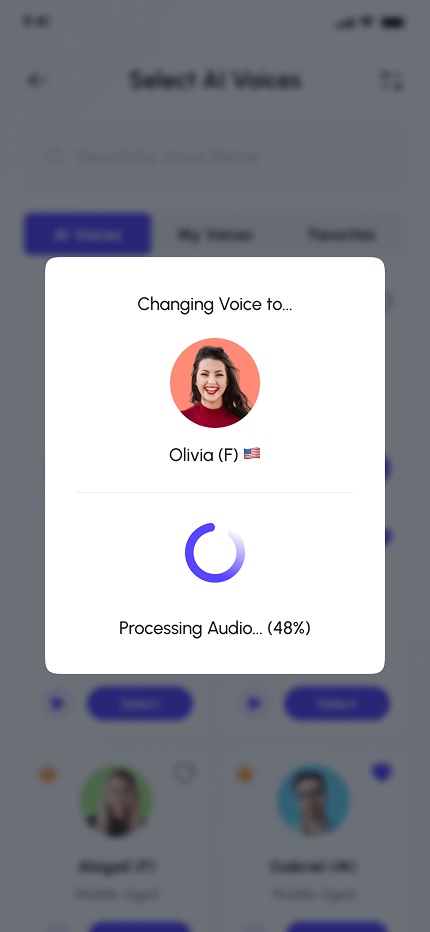 9:41
Select AI Voices
Search by Voice Name
AI Voices My Voices Favorites
Changing Voice to...
Olivia (F) 🇺🇸
Processing Audio... (48%)
Select Select
Abigail (F) Gabriel (M)
Middle Aged Middle Aged